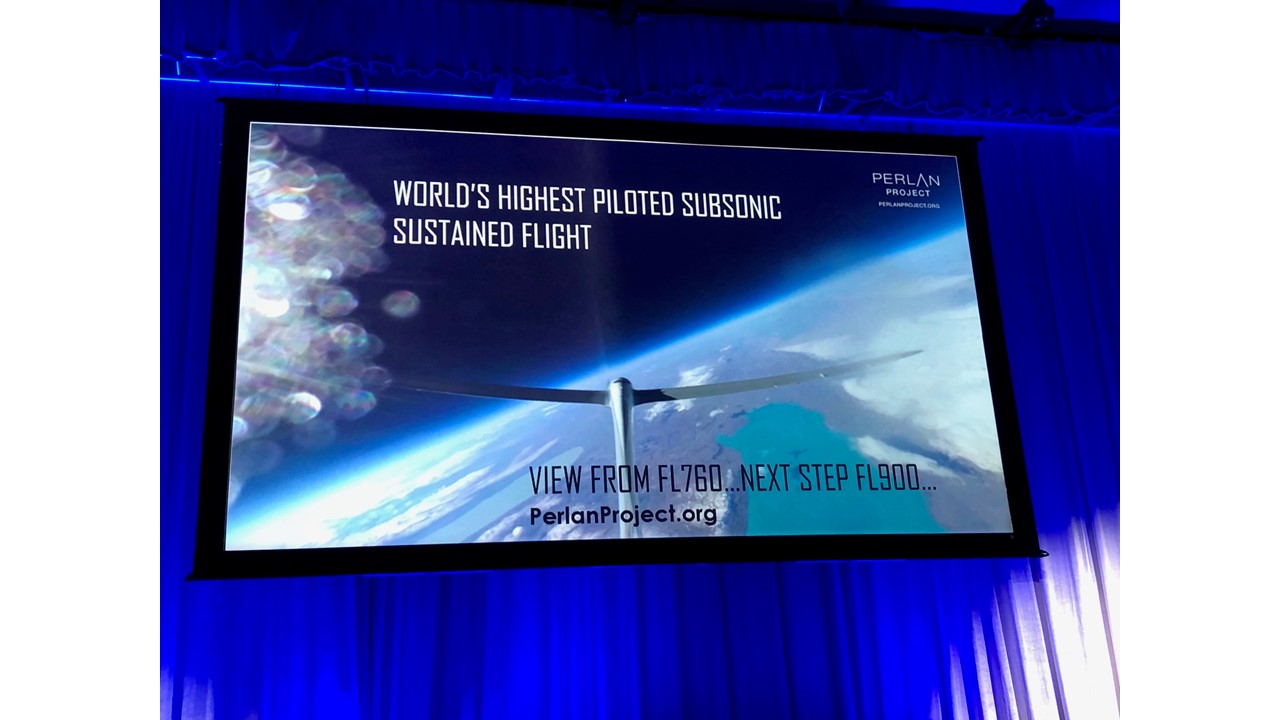 WORLD'S HIGHEST PILOTED SUBSONIC
SUSTAINED FLIGHT
PERLAN
PROJECT
PERLANPROJECT.ORG
VIEW FROM FL760...NEXT STEP FL900...
PerlanProject.org